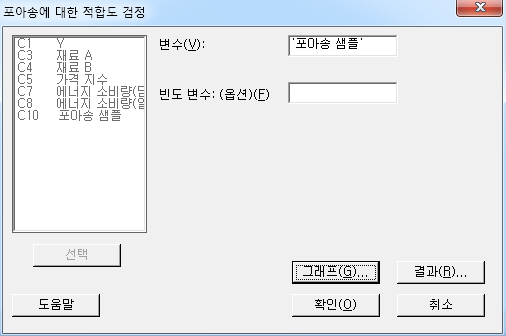 포아송에 대한 적합도 검정
C1 Y
C3 재료 A
C4 재료 B
C5 가격 지수
C7 에너지 소비량(단
C8 에너지 소비량(일
C10 포아송 샘플
변수(V):
'포아송 샘플'
빈도 변수: (옵션)(F)
선택
그래프(G)...
결과(R)...
도움말
확인(O)
취소